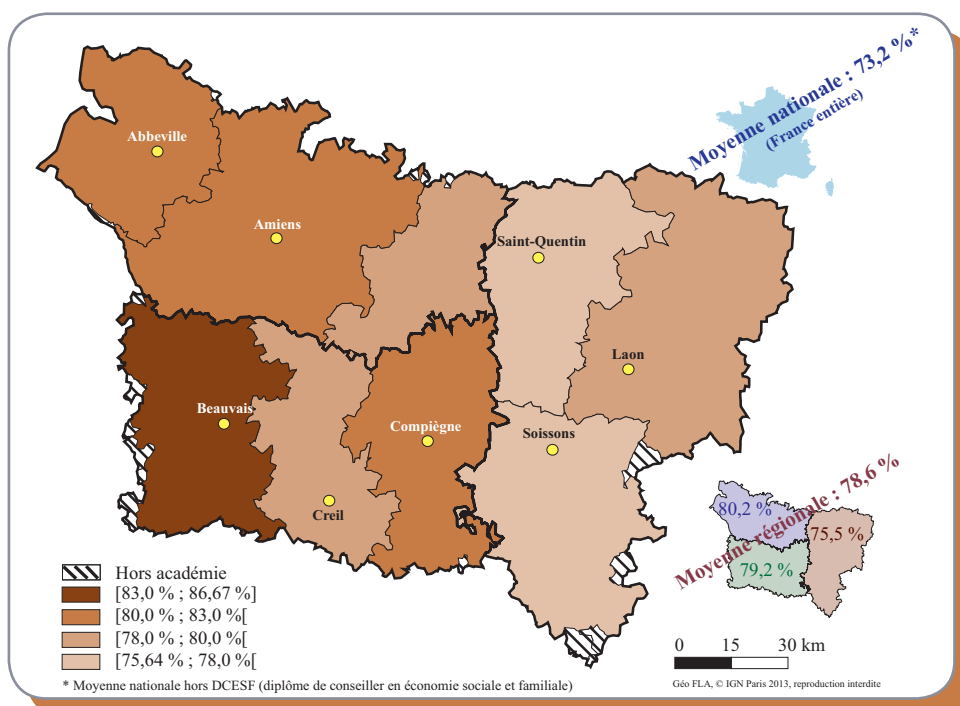 Moyenne nationale : 73,2 %*
(France entière)
Abbeville
Amiens
Saint-Quentin
Laon
Beauvais
Compiègne
Soissons
Creil
Moyenne régionale : 78,6 %
80,2 %
75,5 %
79,2 %
Hors académie
[83,0 % ; 86,67 %]
[80,0 % ; 83,0 %[
[78,0 % ; 80,0 %[
[75,64 % ; 78,0 %[
0 15 30 km
* Moyenne nationale hors DCESF (diplôme de conseiller en économie sociale et familiale)
Géo FLA, © IGN Paris 2013, reproduction interdite